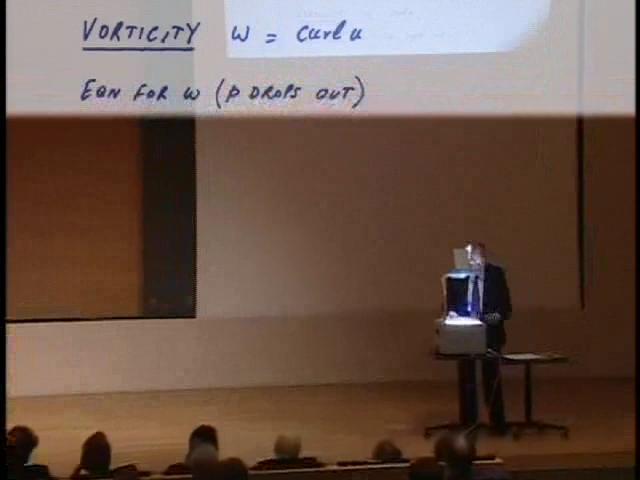 VORTICITY w = curl u
EQN FOR w (p DROPS OUT)